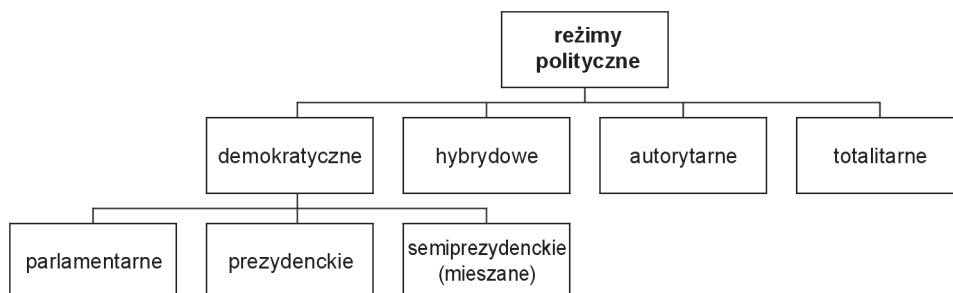 reżimy
polityczne
demokratyczne
hybrydowe
autorytarne
totalitarne
parlamentarne
prezydenckie
semiprezydenckie
(mieszane)